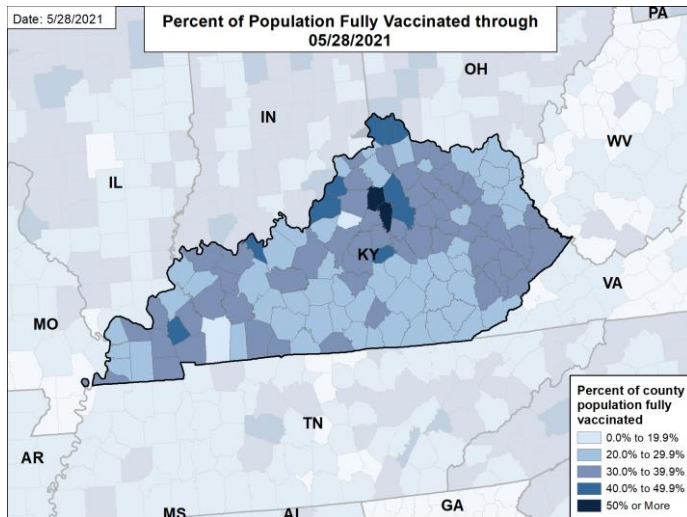 Date: 5/28/2021
Percent of Population Fully Vaccinated through
05/28/2021
PA
OH
IN
WV
IL
KY
VA
MO
TN
AR
MS
AL
GA
Percent of county
population fully
vaccinated
0.0% to 19.9%
20.0% to 29.9%
30.0% to 39.9%
40.0% to 49.9%
50% or More